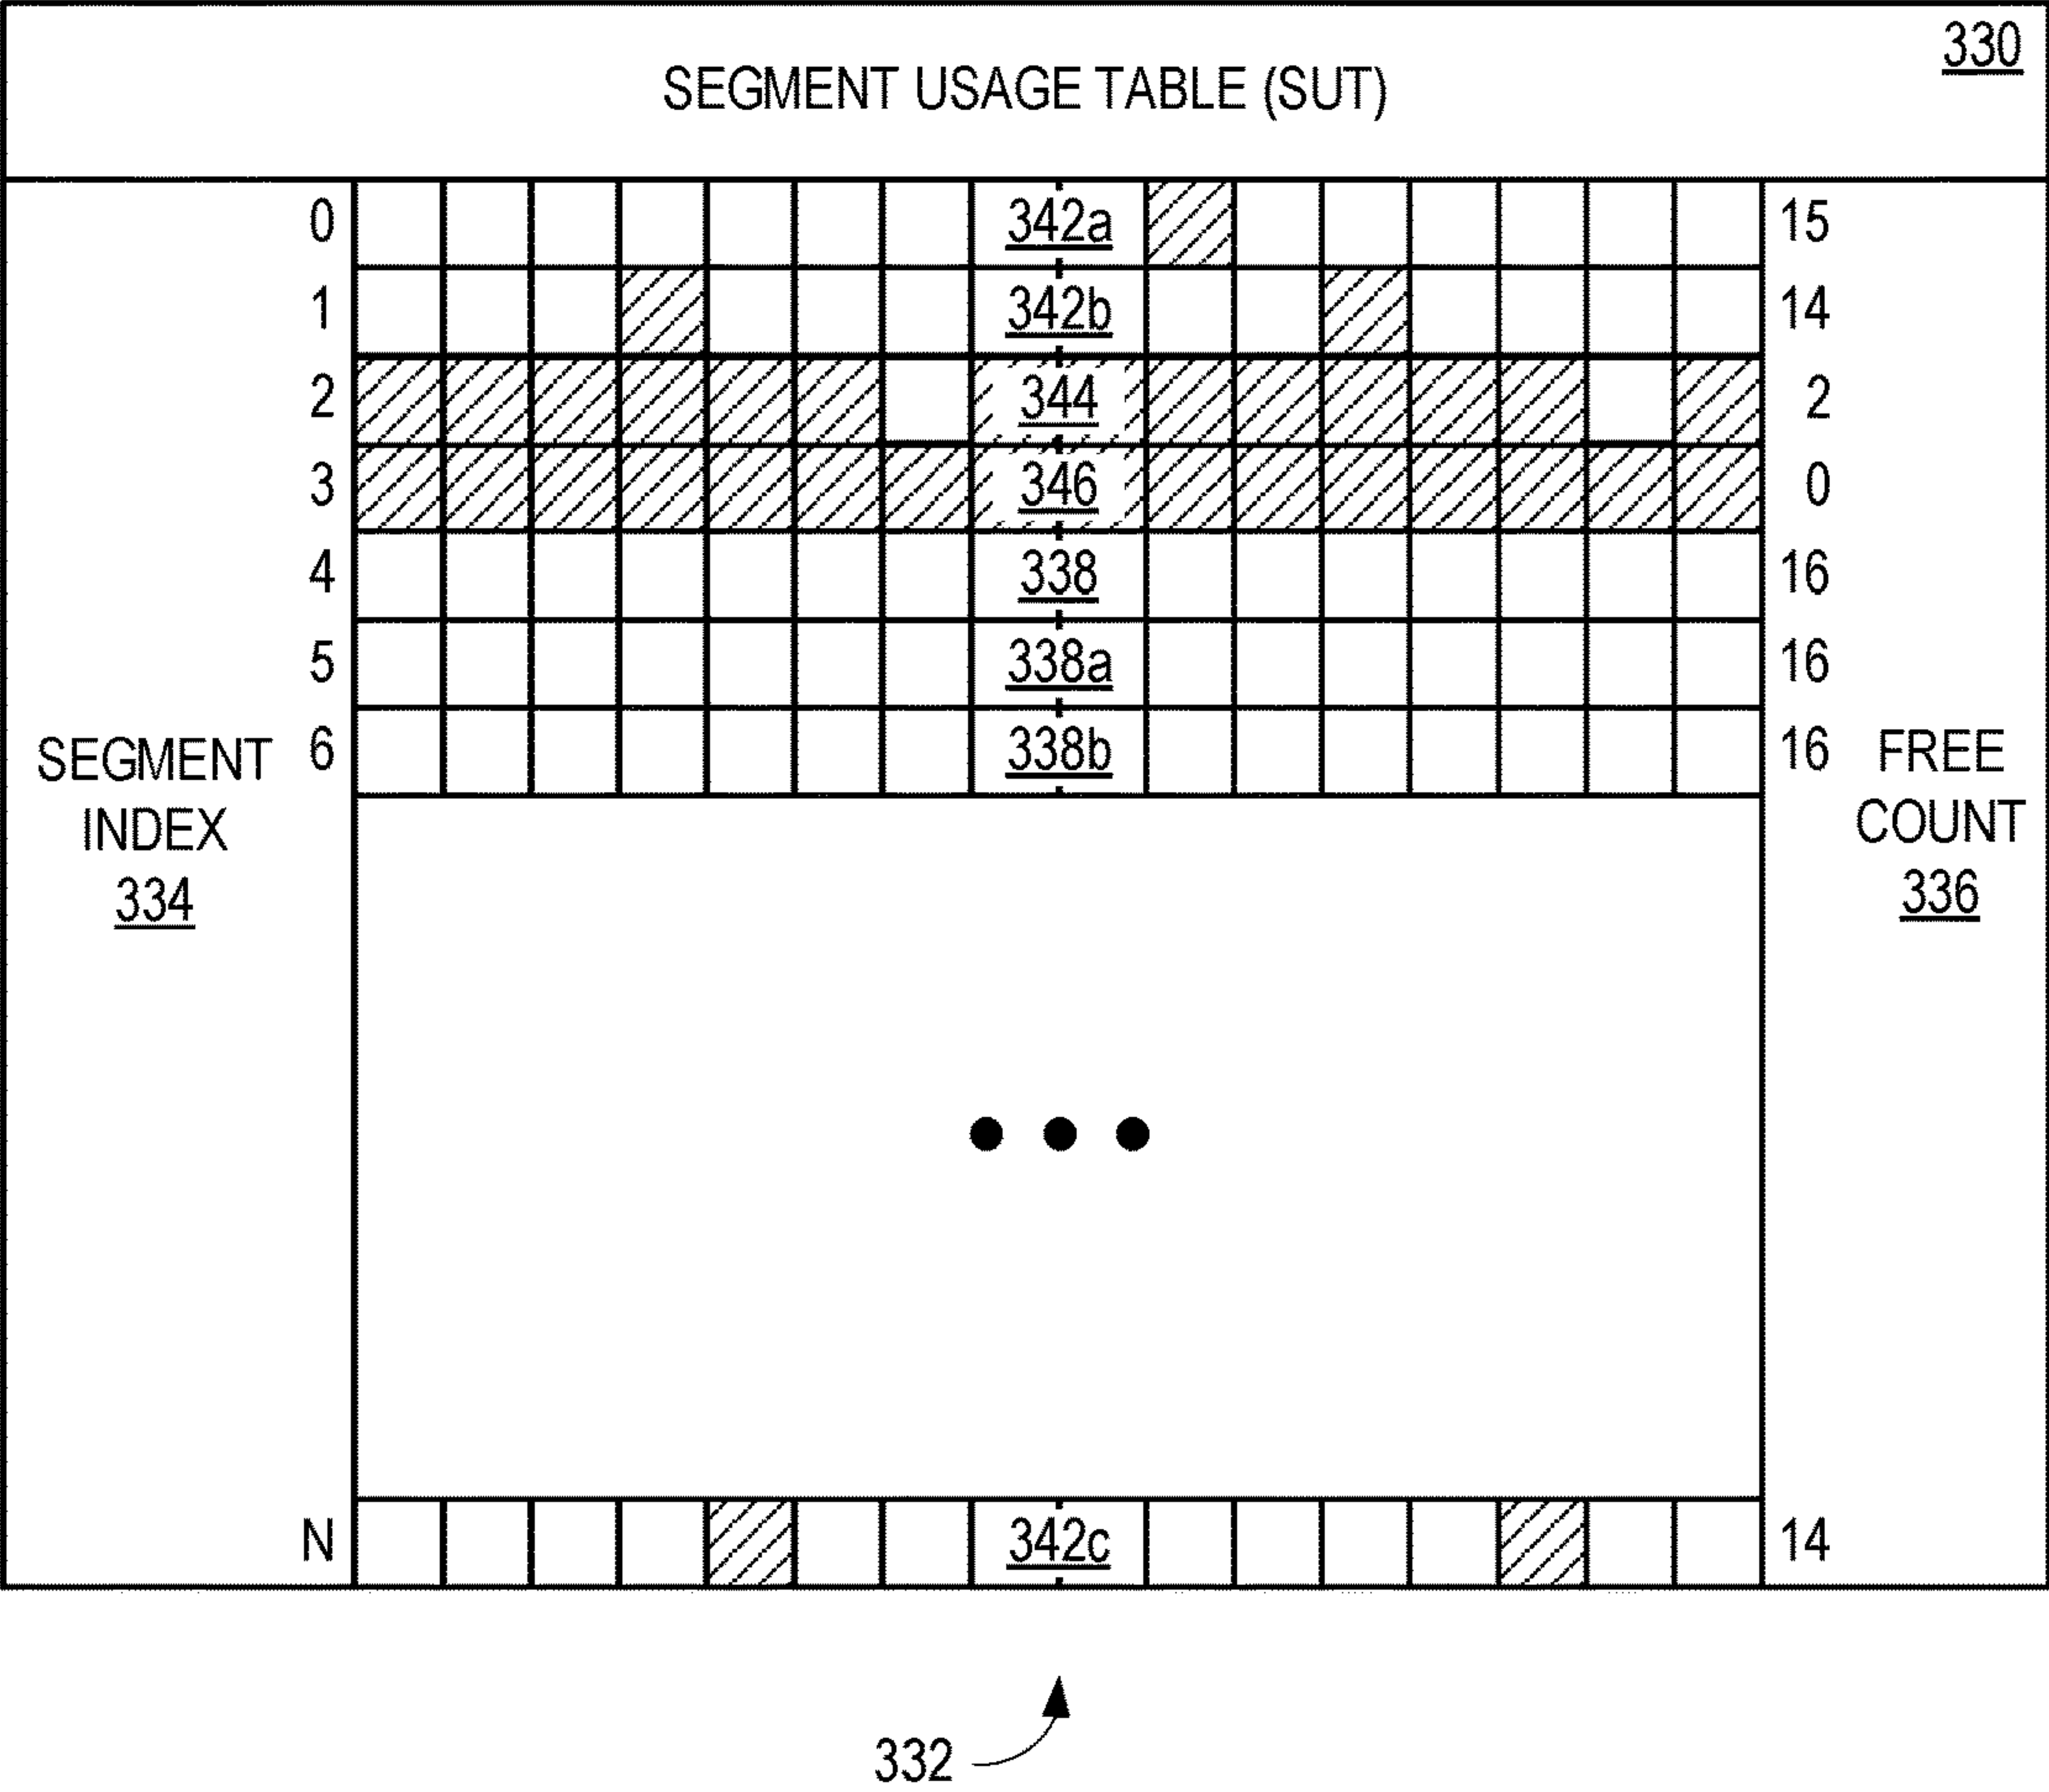 330
SEGMENT USAGE TABLE (SUT)
0 342a 15
1 342b 14
2 344 2
3 346 0
4 338 16
5 338a 16
6 338b 16
SEGMENT
INDEX
334
FREE
COUNT
336
N 342c 14
332